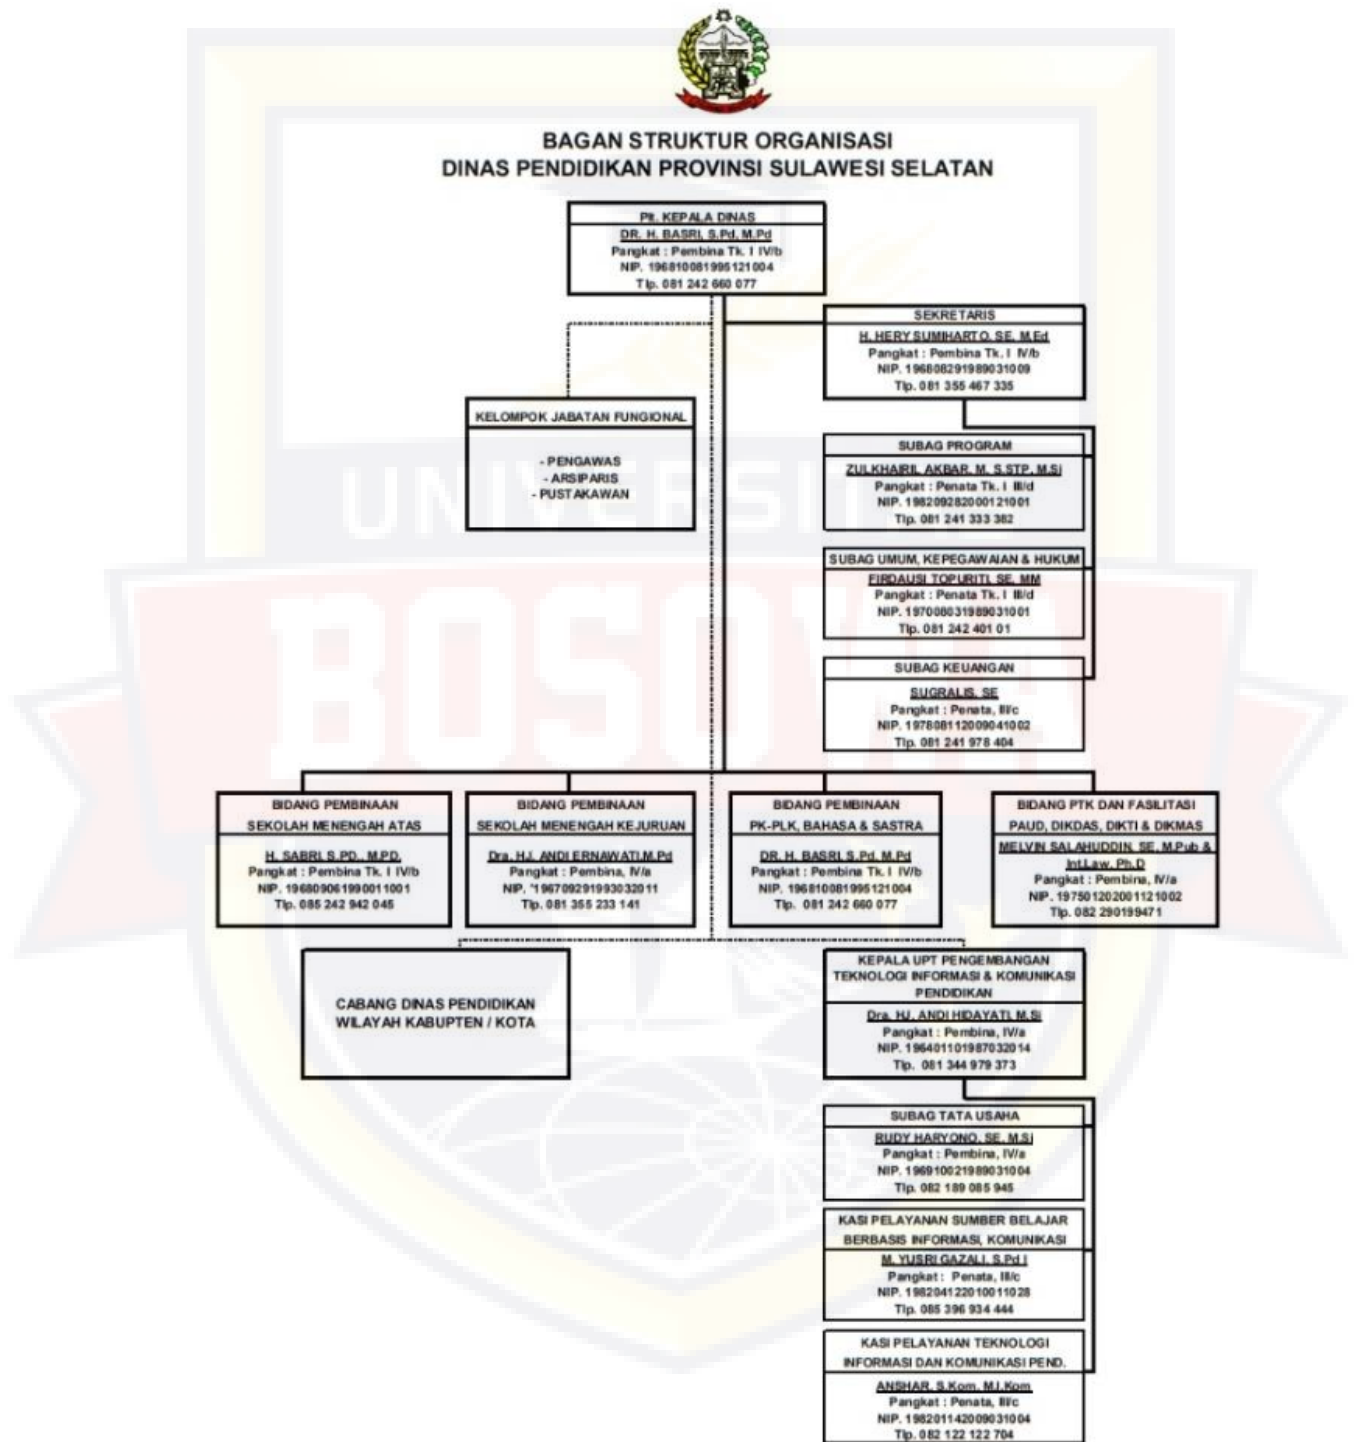 BAGAN STRUKTUR ORGANISASI
DINAS PENDIDIKAN PROVINSI SULAWESI SELATAN
Plt. KEPALA DINAS
DR. H. BASRI, S.Pd, M.Pd
Pangkat : Pembina Tk. I IV/b
NIP. 196810081995121004
Tlp. 081 242 660 077
SEKRETARIS
H. HERY SUMIHARTO, SE, M.Ed
Pangkat : Pembina Tk. I IV/b
NIP. 196808291989031009
Tlp. 081 355 467 335
KELOMPOK JABATAN FUNGIONAL
- PENGAWAS
- ARSIPARIS
- PUSTAKAWAN
SUBAG PROGRAM
ZULKHAIRIL AKBAR, M, S.STP, M.Si
Pangkat : Penata Tk. I III/d
NIP. 198209282000121001
Tlp. 081 241 333 382
SUBAG UMUM, KEPEGAWAIAN & HUKUM
FIRDAUSI TOPURITI, SE, MM
Pangkat : Penata Tk. I III/d
NIP. 197008031989031001
Tlp. 081 242 401 01
SUBAG KEUANGAN
SUGRALIS, SE
Pangkat : Penata, III/c
NIP. 197808112009041002
Tlp. 081 241 978 404
BIDANG PEMBINAAN
SEKOLAH MENENGAH ATAS
H. SABRI, S.PD., M.PD.
Pangkat : Pembina Tk. I IV/b
NIP. 196809061990011001
Tlp. 085 242 942 045
BIDANG PEMBINAAN
SEKOLAH MENENGAH KEJURUAN
Dra. HJ. ANDI ERNAWATI,M.Pd
Pangkat : Pembina, IV/a
NIP. '196709291993032011
Tlp. 081 355 233 141
BIDANG PEMBINAAN
PK-PLK, BAHASA & SASTRA
DR. H. BASRI, S.Pd, M.Pd
Pangkat : Pembina Tk. I IV/b
NIP. 196810081995121004
Tlp. 081 242 660 077
BIDANG PTK DAN FASILITASI
PAUD, DIKDAS, DIKTI & DIKMAS
MELVIN SALAHUDDIN, SE, M.Pub &
Int.Law, Ph.D
Pangkat : Pembina, IV/a
NIP. 197501202001121002
Tlp. 082 290199471
CABANG DINAS PENDIDIKAN
WILAYAH KABUPTEN / KOTA
KEPALA UPT PENGEMBANGAN
TEKNOLOGI INFORMASI & KOMUNIKASI
PENDIDIKAN
Dra. HJ. ANDI HIDAYATI, M.Si
Pangkat : Pembina, IV/a
NIP. 196401101987032014
Tlp. 081 344 979 373
SUBAG TATA USAHA
RUDY HARYONO, SE, M.Si
Pangkat : Pembina, IV/a
NIP. 196910021989031004
Tlp. 082 189 085 945
KASI PELAYANAN SUMBER BELAJAR
BERBASIS INFORMASI, KOMUNIKASI
M. YUSRI GAZALI, S.Pd I
Pangkat : Penata, III/c
NIP. 198204122010011028
Tlp. 085 396 934 444
KASI PELAYANAN TEKNOLOGI
INFORMASI DAN KOMUNIKASI PEND.
ANSHAR, S.Kom, M.I.Kom
Pangkat : Penata, III/c
NIP. 198201142009031004
Tlp. 082 122 122 704
BOSOWA